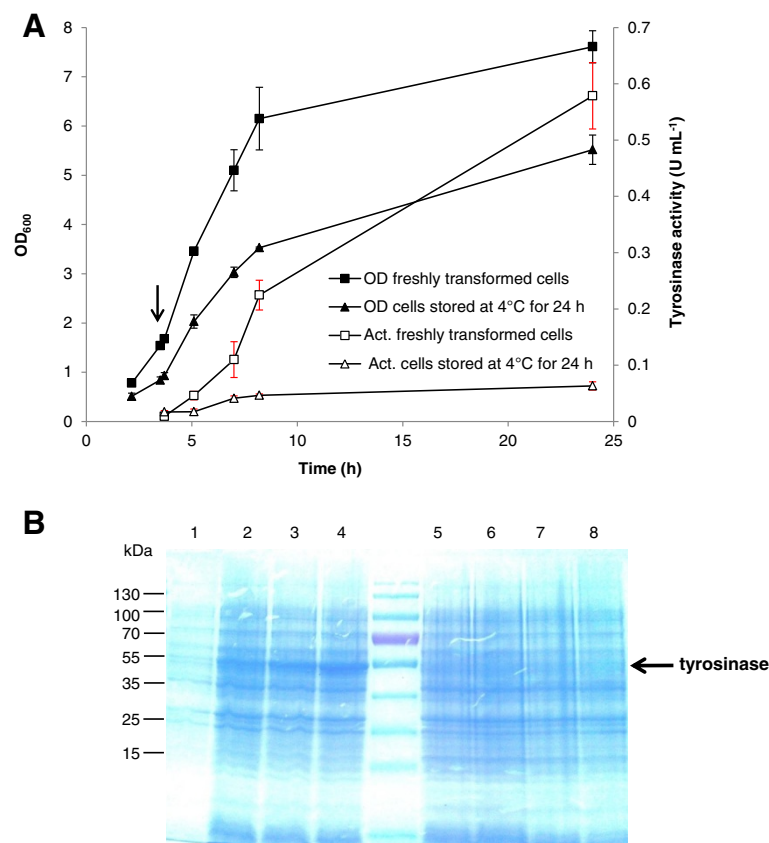 A
8
7
6
5
4
3
2
1
0
OD600
0.7
0.6
0.5
0.4
0.3
0.2
0.1
0
Tyrosinase activity (U mL-1)
OD freshly transformed cells
OD cells stored at 4°C for 24 h
Act. freshly transformed cells
Act. cells stored at 4°C for 24 h
0 5 10 15 20 25
Time (h)
B
1 2 3 4 5 6 7 8
kDa
130
100
70
55
35
25
15
tyrosinase